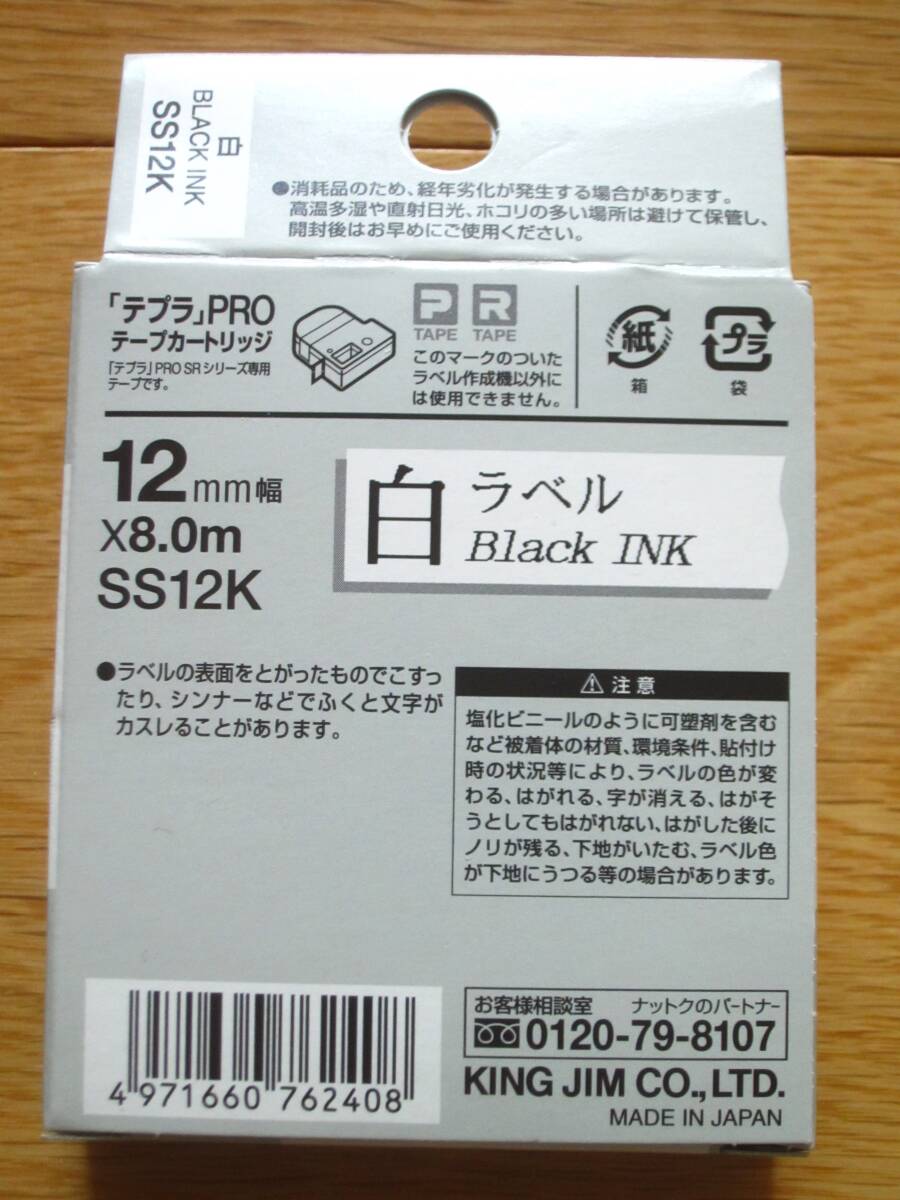 白
BLACK INK
SS12K
●消耗品のため、経年劣化が発生する場合があります。
高温多湿や直射日光、ホコリの多い場所は避けて保管し、
開封後はお早めにご使用ください。
「テプラ」PRO
テープカートリッジ
「テプラ」PRO SRシリーズ専用
テープです。
P R
TAPE TAPE
このマークのついた
ラベル作成機以外に
は使用できません。
紙
箱
プラ
袋
12mm幅
X8.0m
SS12K
白 ラベル
Black INK
●ラベルの表面をとがったものでこすっ
たり、シンナーなどでふくと文字が
カスレることがあります。
⚠注意
塩化ビニールのように可塑剤を含む
など被着体の材質、環境条件、貼付け
時の状況等により、ラベルの色が変
わる、はがれる、字が消える、はがそ
うとしてもはがれない、はがした後に
ノリが残る、下地がいたむ、ラベル色
が下地にうつる等の場合があります。
4 971660 762408
お客様相談室 ナットクのパートナー
0120-79-8107
KING JIM CO.,LTD.
MADE IN JAPAN